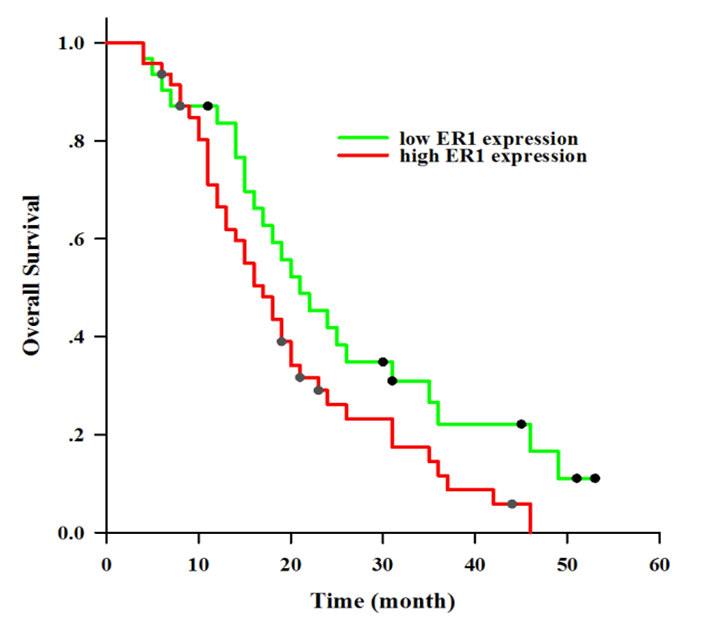 1.0
.8
.6
.4
.2
0.0
Overall Survival
low ER1 expression
high ER1 expression
0 10 20 30 40 50 60
Time (month)